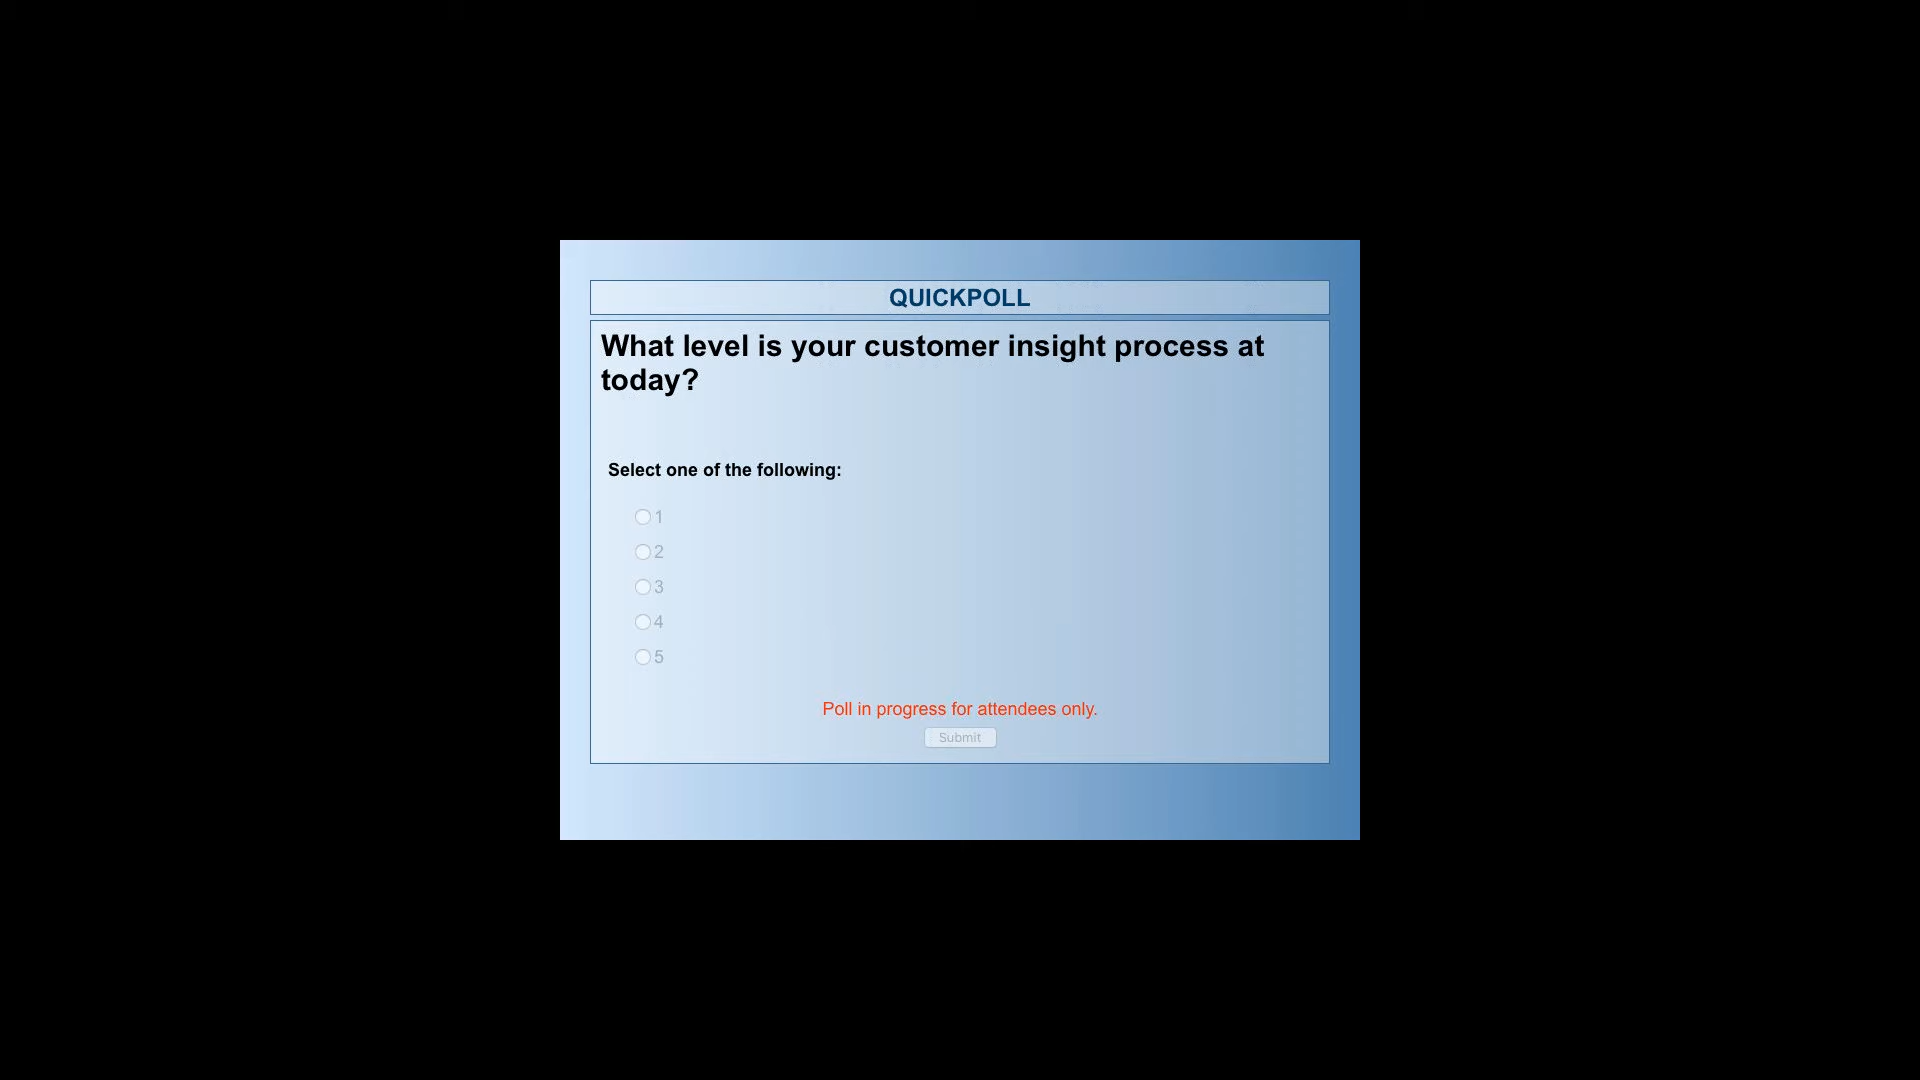 QUICKPOLL
What level is your customer insight process at
today?
Select one of the following:
1
2
3
4
5
Poll in progress for attendees only.
Submit